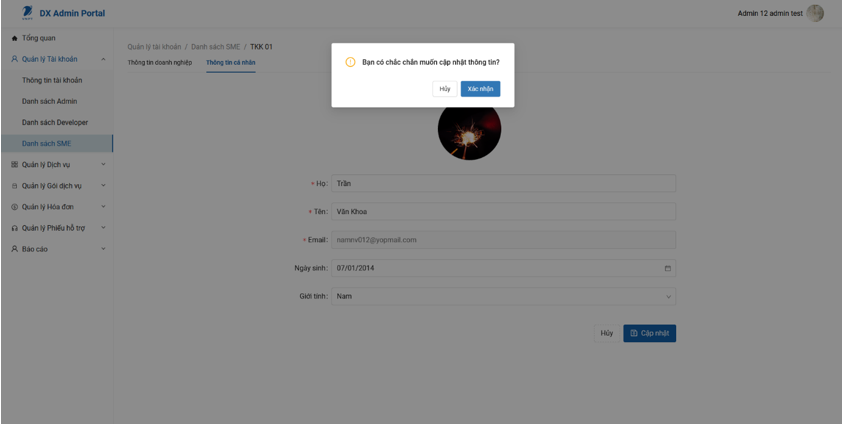 DX Admin Portal
Admin 12 admin test
Tổng quan
Quản lý Tài khoản
Thông tin tài khoản
Danh sách Admin
Danh sách Developer
Danh sách SME
Quản lý Dịch vụ
Quản lý Gói dịch vụ
Quản lý Hóa đơn
Quản lý Phiếu hỗ trợ
Báo cáo
Quản lý tài khoản / Danh sách SME / TKK 01
Thông tin doanh nghiệp
Thông tin cá nhân
Bạn có chắc chắn muốn cập nhật thông tin?
Hủy
Xác nhận
* Họ: Trần
* Tên: Văn Khoa
* Email: namnv012@yopmail.com
Ngày sinh: 07/01/2014
Giới tính: Nam
Hủy
Cập nhật